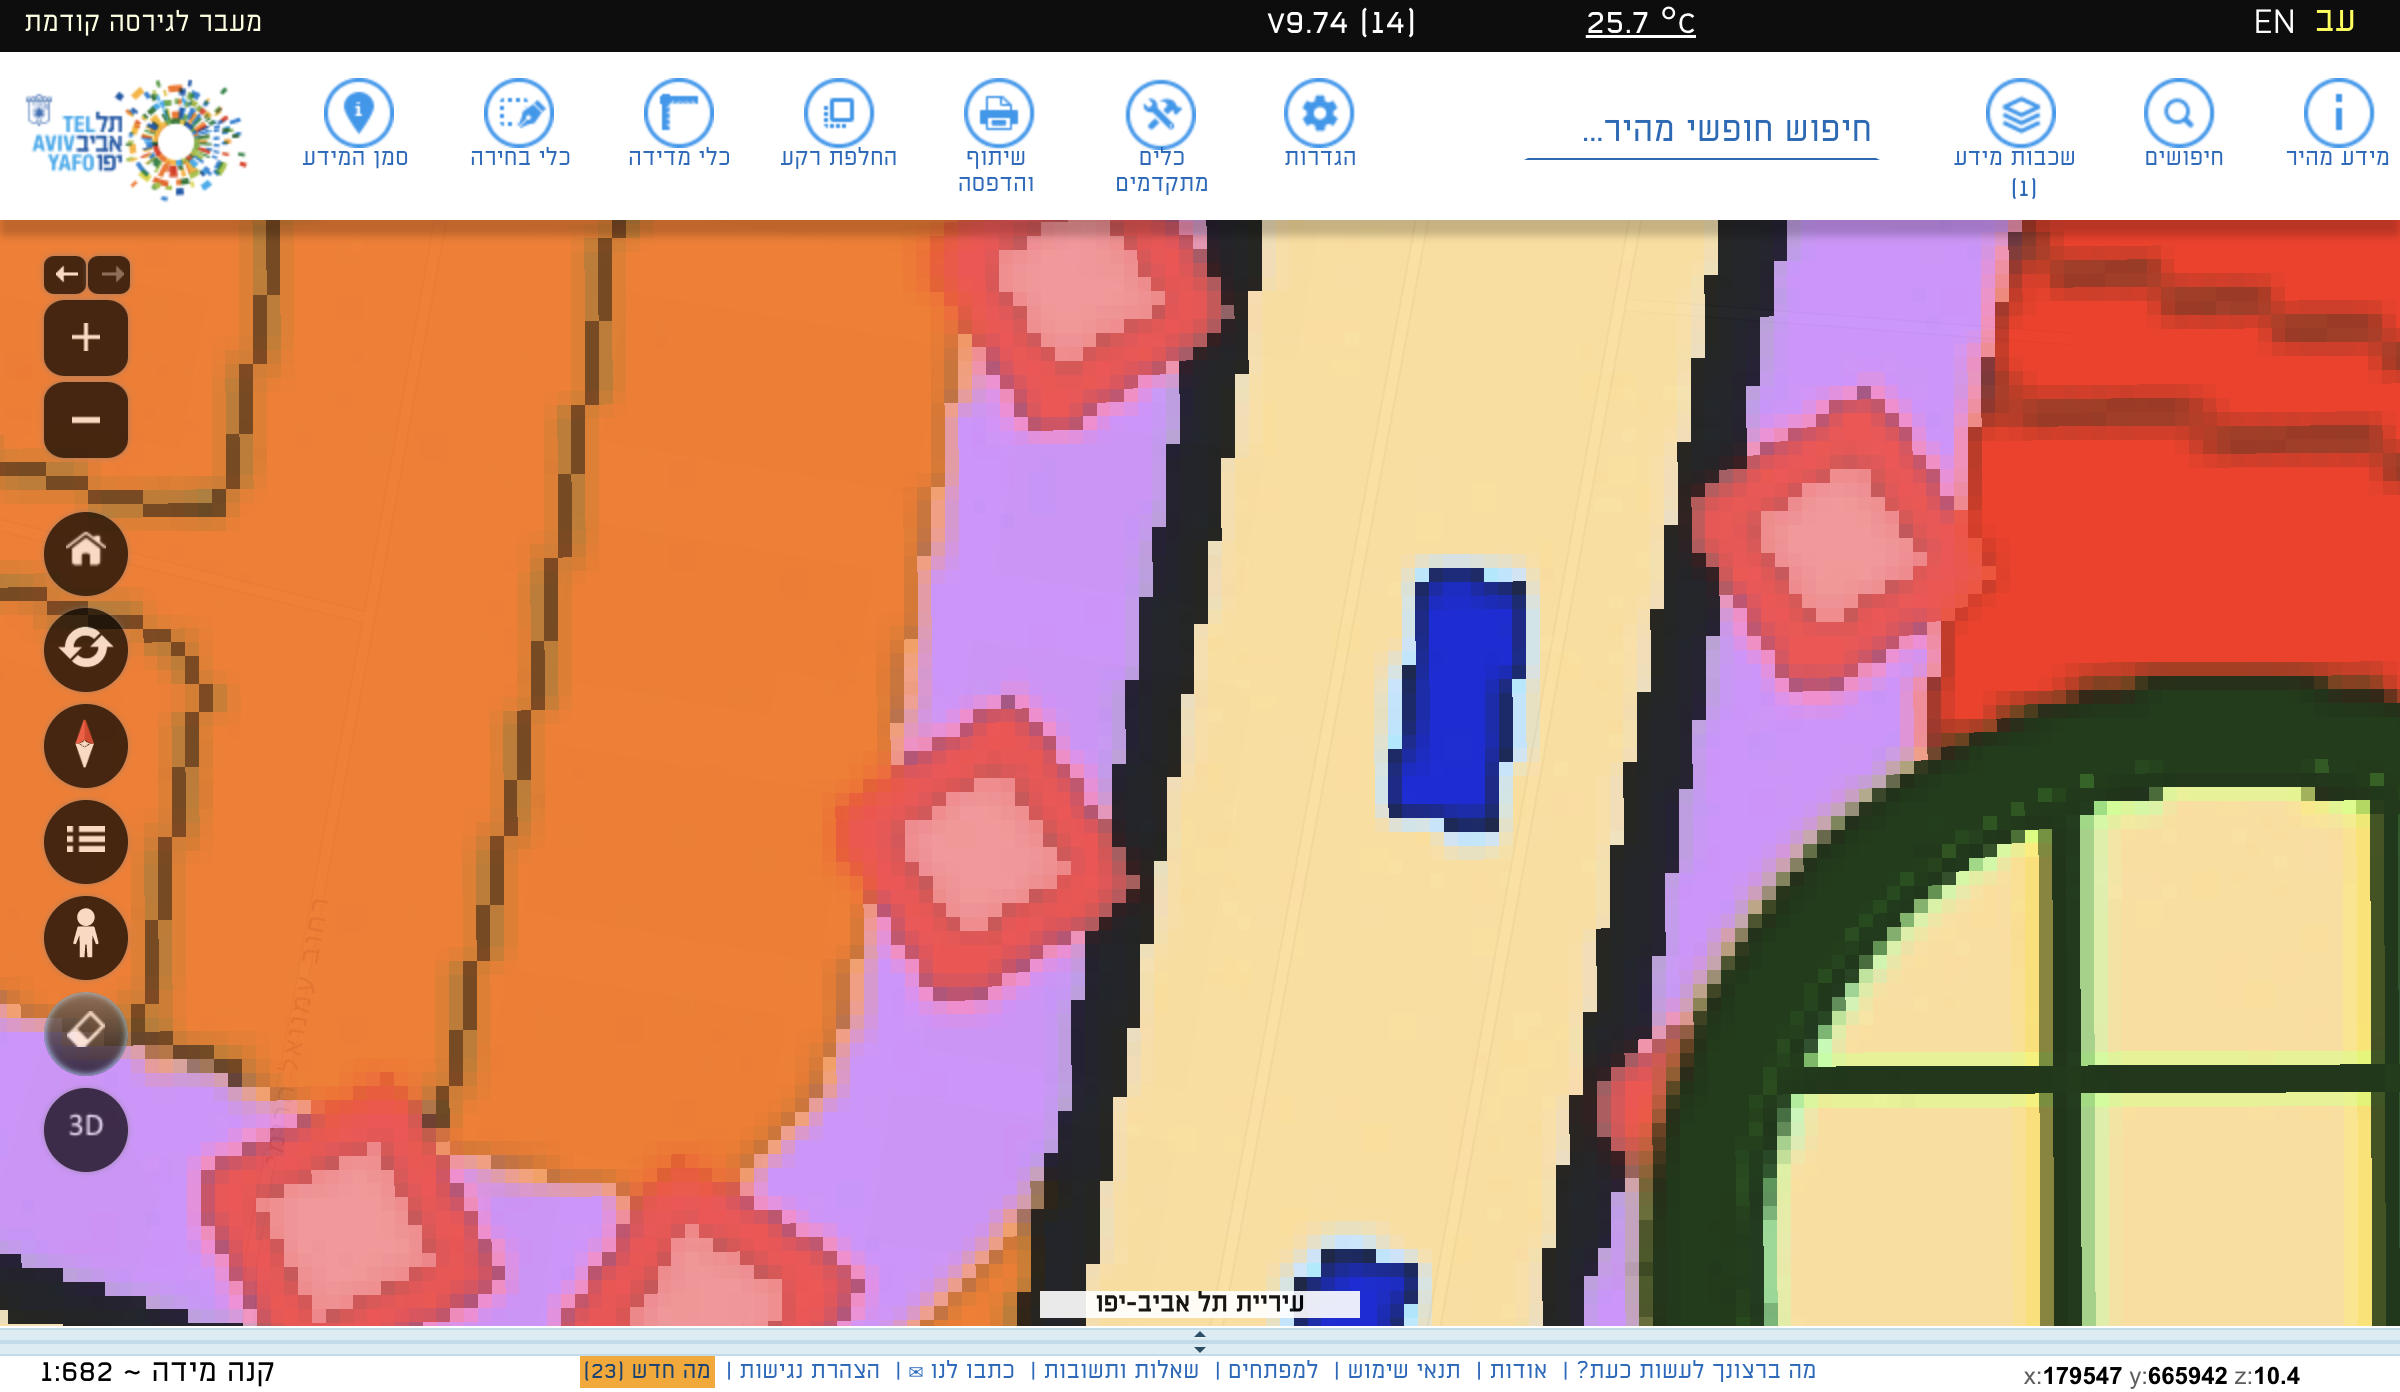 עב EN
25.7 °C
V9.74 (14)
מעבר לגירסה קודמת
מידע מהיר
חיפושים
שכבות מידע
(1)
חיפוש חופשי מהיר...
הגדרות
כלים
מתקדמים
שיתוף
והדפסה
החלפת רקע
כלי מדידה
כלי בחירה
סמן המידע
תל TEL
אביב AVIV
יפו YAFO
3D
עיריית תל אביב-יפו
מה ברצונך לעשות כעת? | אודות | תנאי שימוש | למפתחים | שאלות ותשובות | כתבו לנו ✉ | הצהרת נגישות | מה חדש (23)
קנה מידה ~ 1:682
x:179547 y:665942 z:10.4